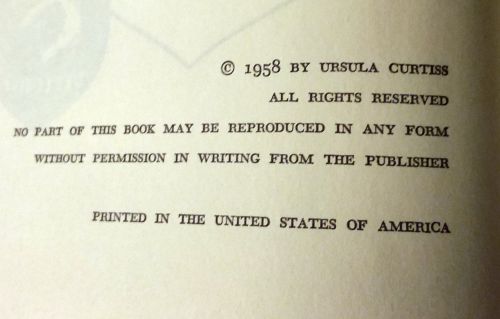 © 1958 BY URSULA CURTISS
ALL RIGHTS RESERVED
NO PART OF THIS BOOK MAY BE REPRODUCED IN ANY FORM
WITHOUT PERMISSION IN WRITING FROM THE PUBLISHER
PRINTED IN THE UNITED STATES OF AMERICA